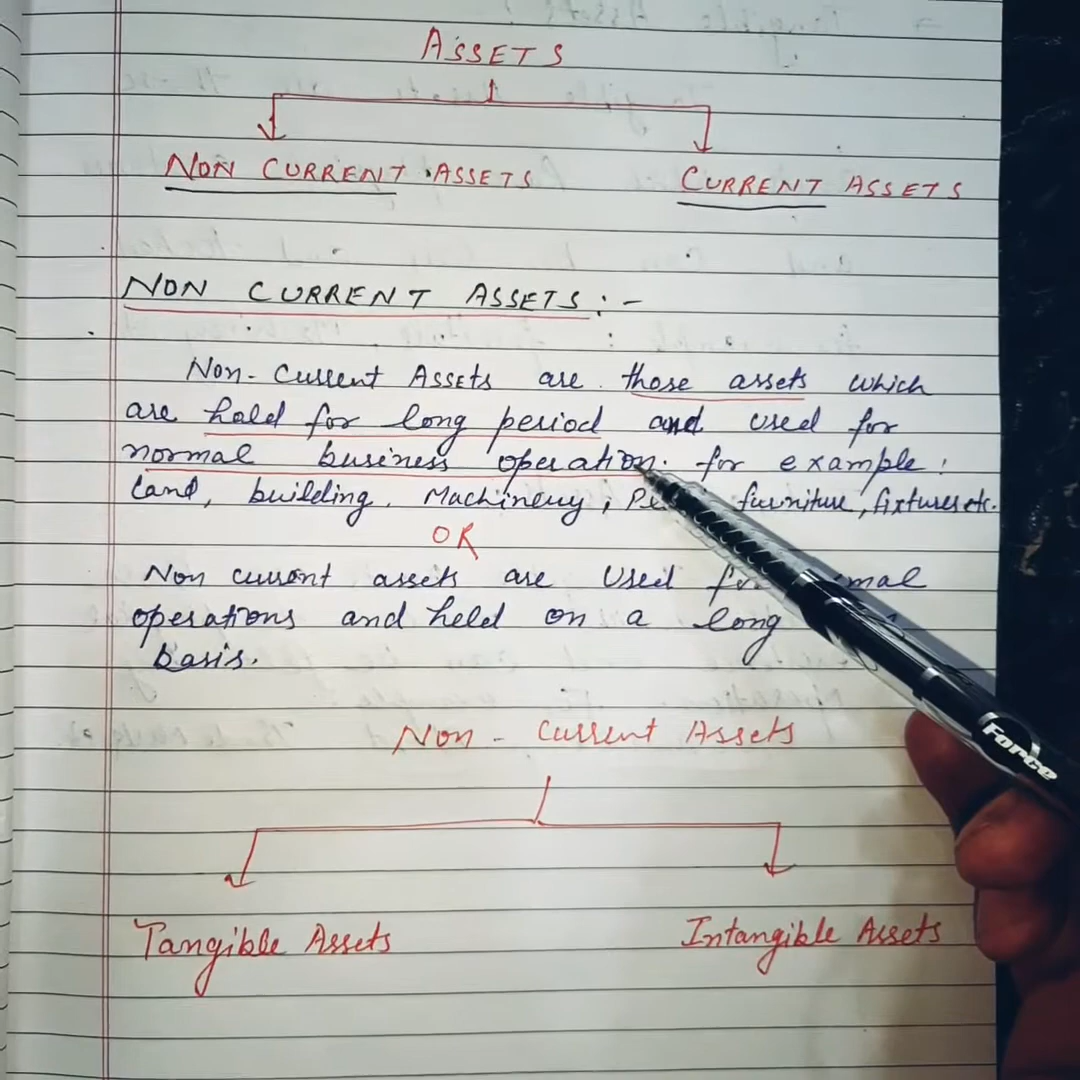 ASSETS
NON CURRENT ASSETS
CURRENT ASSETS
NON CURRENT ASSETS :-
Non-Current Assets are those assets which
are hold for long period and used for
normal business operation. for example:
land, building, Machinery, furniture, fixtures etc.
OR
Non current assets are used
operations and held on a long
basis.
Non - Current Assets
Tangible Assets
Intangible Assets
Force